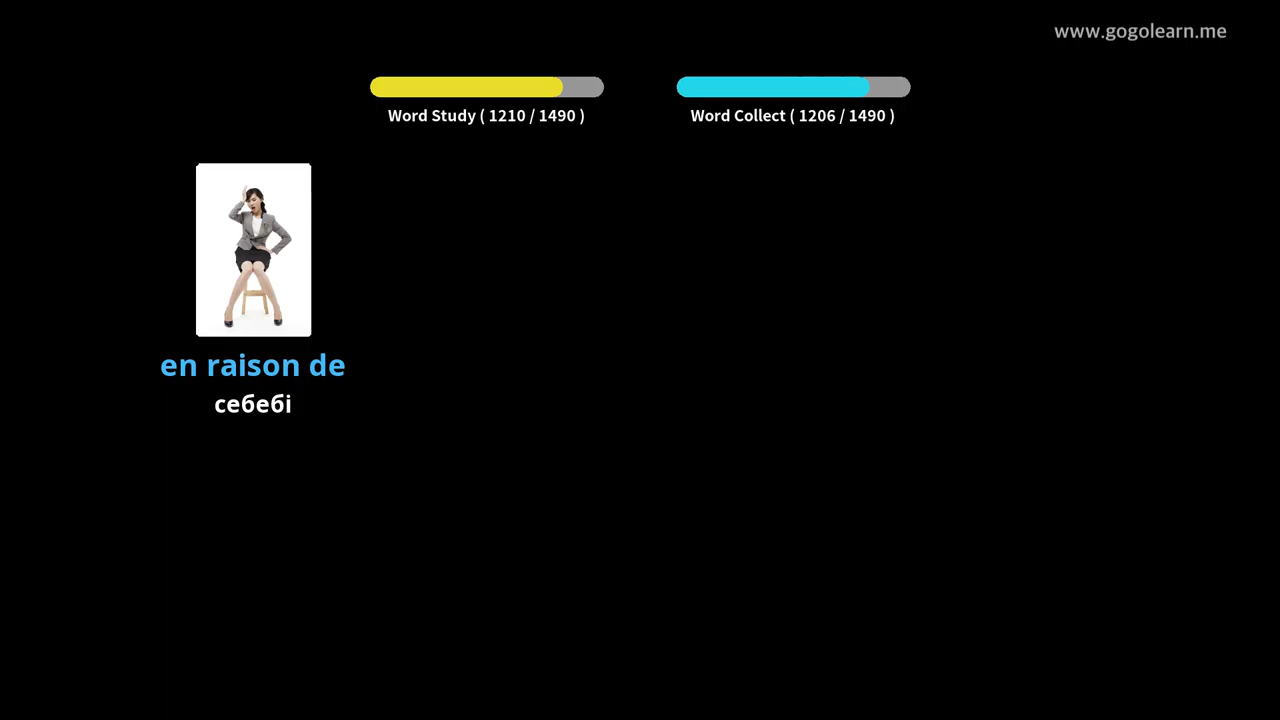 www.gogolearn.me
Word Study ( 1210 / 1490 )
Word Collect ( 1206 / 1490 )
en raison de
себебі